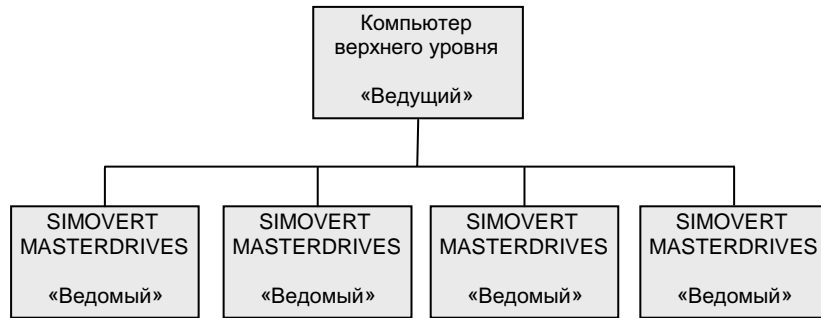 Компьютер
верхнего уровня
«Ведущий»
SIMOVERT
MASTERDRIVES
«Ведомый»
SIMOVERT
MASTERDRIVES
«Ведомый»
SIMOVERT
MASTERDRIVES
«Ведомый»
SIMOVERT
MASTERDRIVES
«Ведомый»